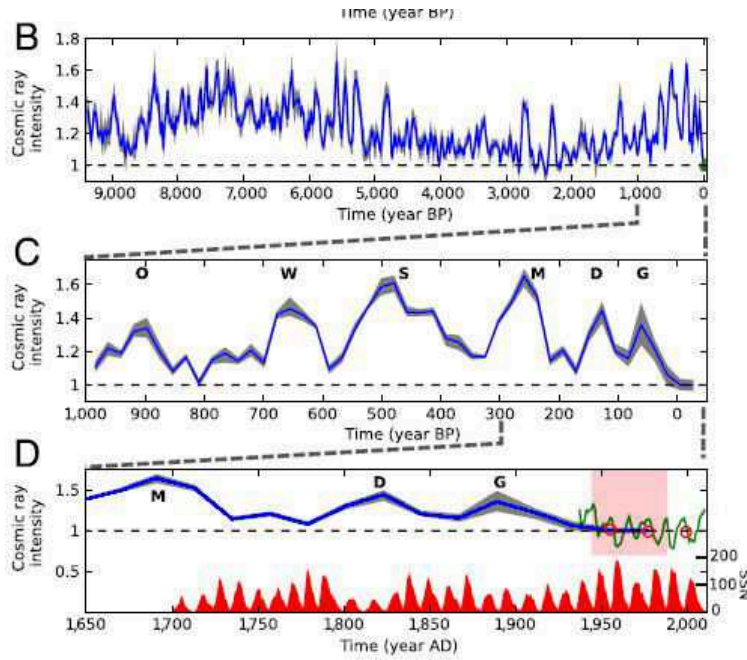 Time (year BP)
B
1.8
1.6
1.4
1.2
1
Cosmic ray
intensity
9,000 8,000 7,000 6,000 5,000 4,000 3,000 2,000 1,000 0
Time (year BP)
C
O W S M D G
1.6
1.4
1.2
1
Cosmic ray
intensity
1,000 900 800 700 600 500 400 300 200 100 0
Time (year BP)
D
M D G
1.5
1
0.5
Cosmic ray
intensity
200
100
0
SSN
1,650 1,700 1,750 1,800 1,850 1,900 1,950 2,000
Time (year AD)